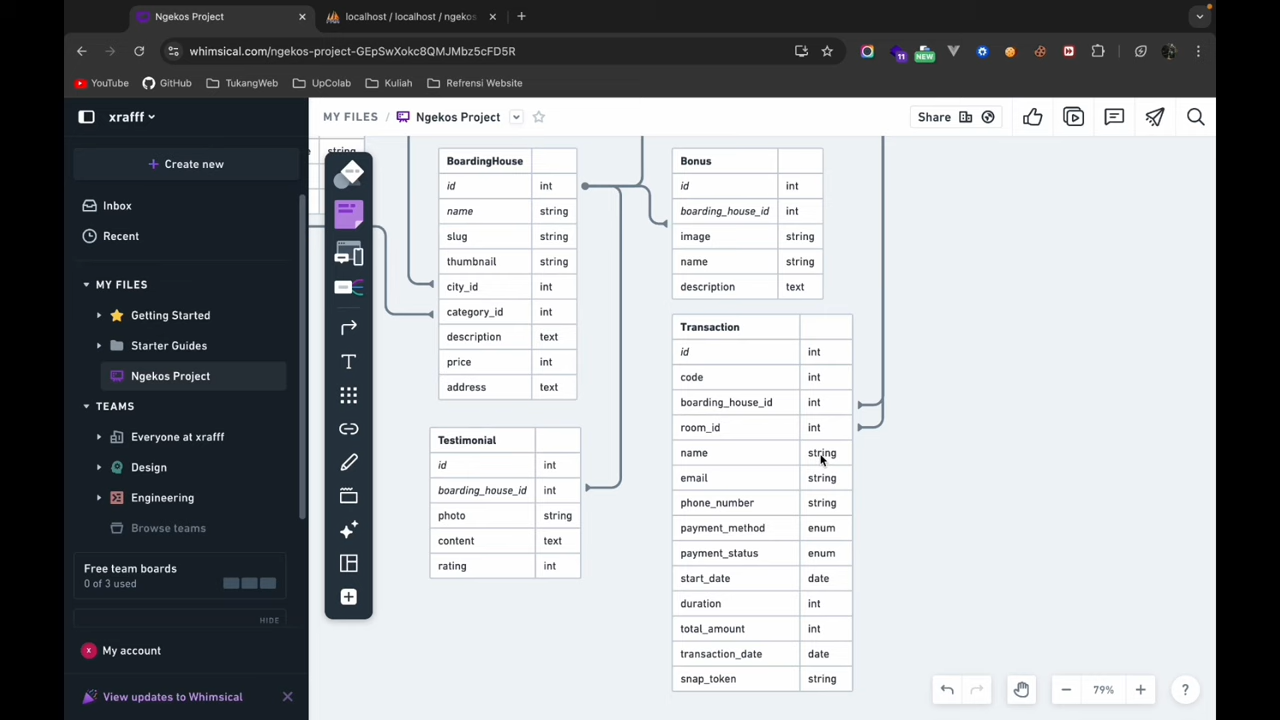 Ngekos Project
localhost / localhost / ngekos
whimsical.com/ngekos-project-GEpSwXokc8QMJMbz5cFD5R
11
NEW
YouTube
GitHub
TukangWeb
UpColab
Kuliah
Refrensi Website
xrafff
MY FILES / Ngekos Project
Share
Create new
Inbox
Recent
MY FILES
Getting Started
Starter Guides
Ngekos Project
TEAMS
Everyone at xrafff
Design
Engineering
Browse teams
Free team boards
0 of 3 used
HIDE
x My account
View updates to Whimsical
string
BoardingHouse
id int
name string
slug string
thumbnail string
city_id int
category_id int
description text
price int
address text
Testimonial
id int
boarding_house_id int
photo string
content text
rating int
Bonus
id int
boarding_house_id int
image string
name string
description text
Transaction
id int
code int
boarding_house_id int
room_id int
name string
email string
phone_number string
payment_method enum
payment_status enum
start_date date
duration int
total_amount int
transaction_date date
snap_token string
79%
?